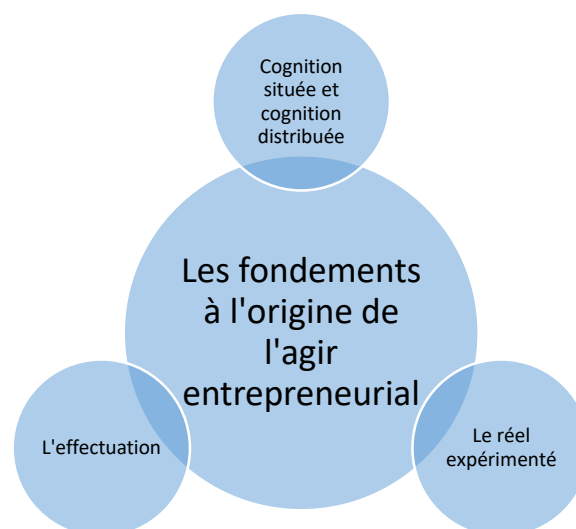 Cognition
située et
cognition
distribuée
Les fondements
à l'origine de
l'agir
entrepreneurial
L'effectuation
Le réel
expérimenté